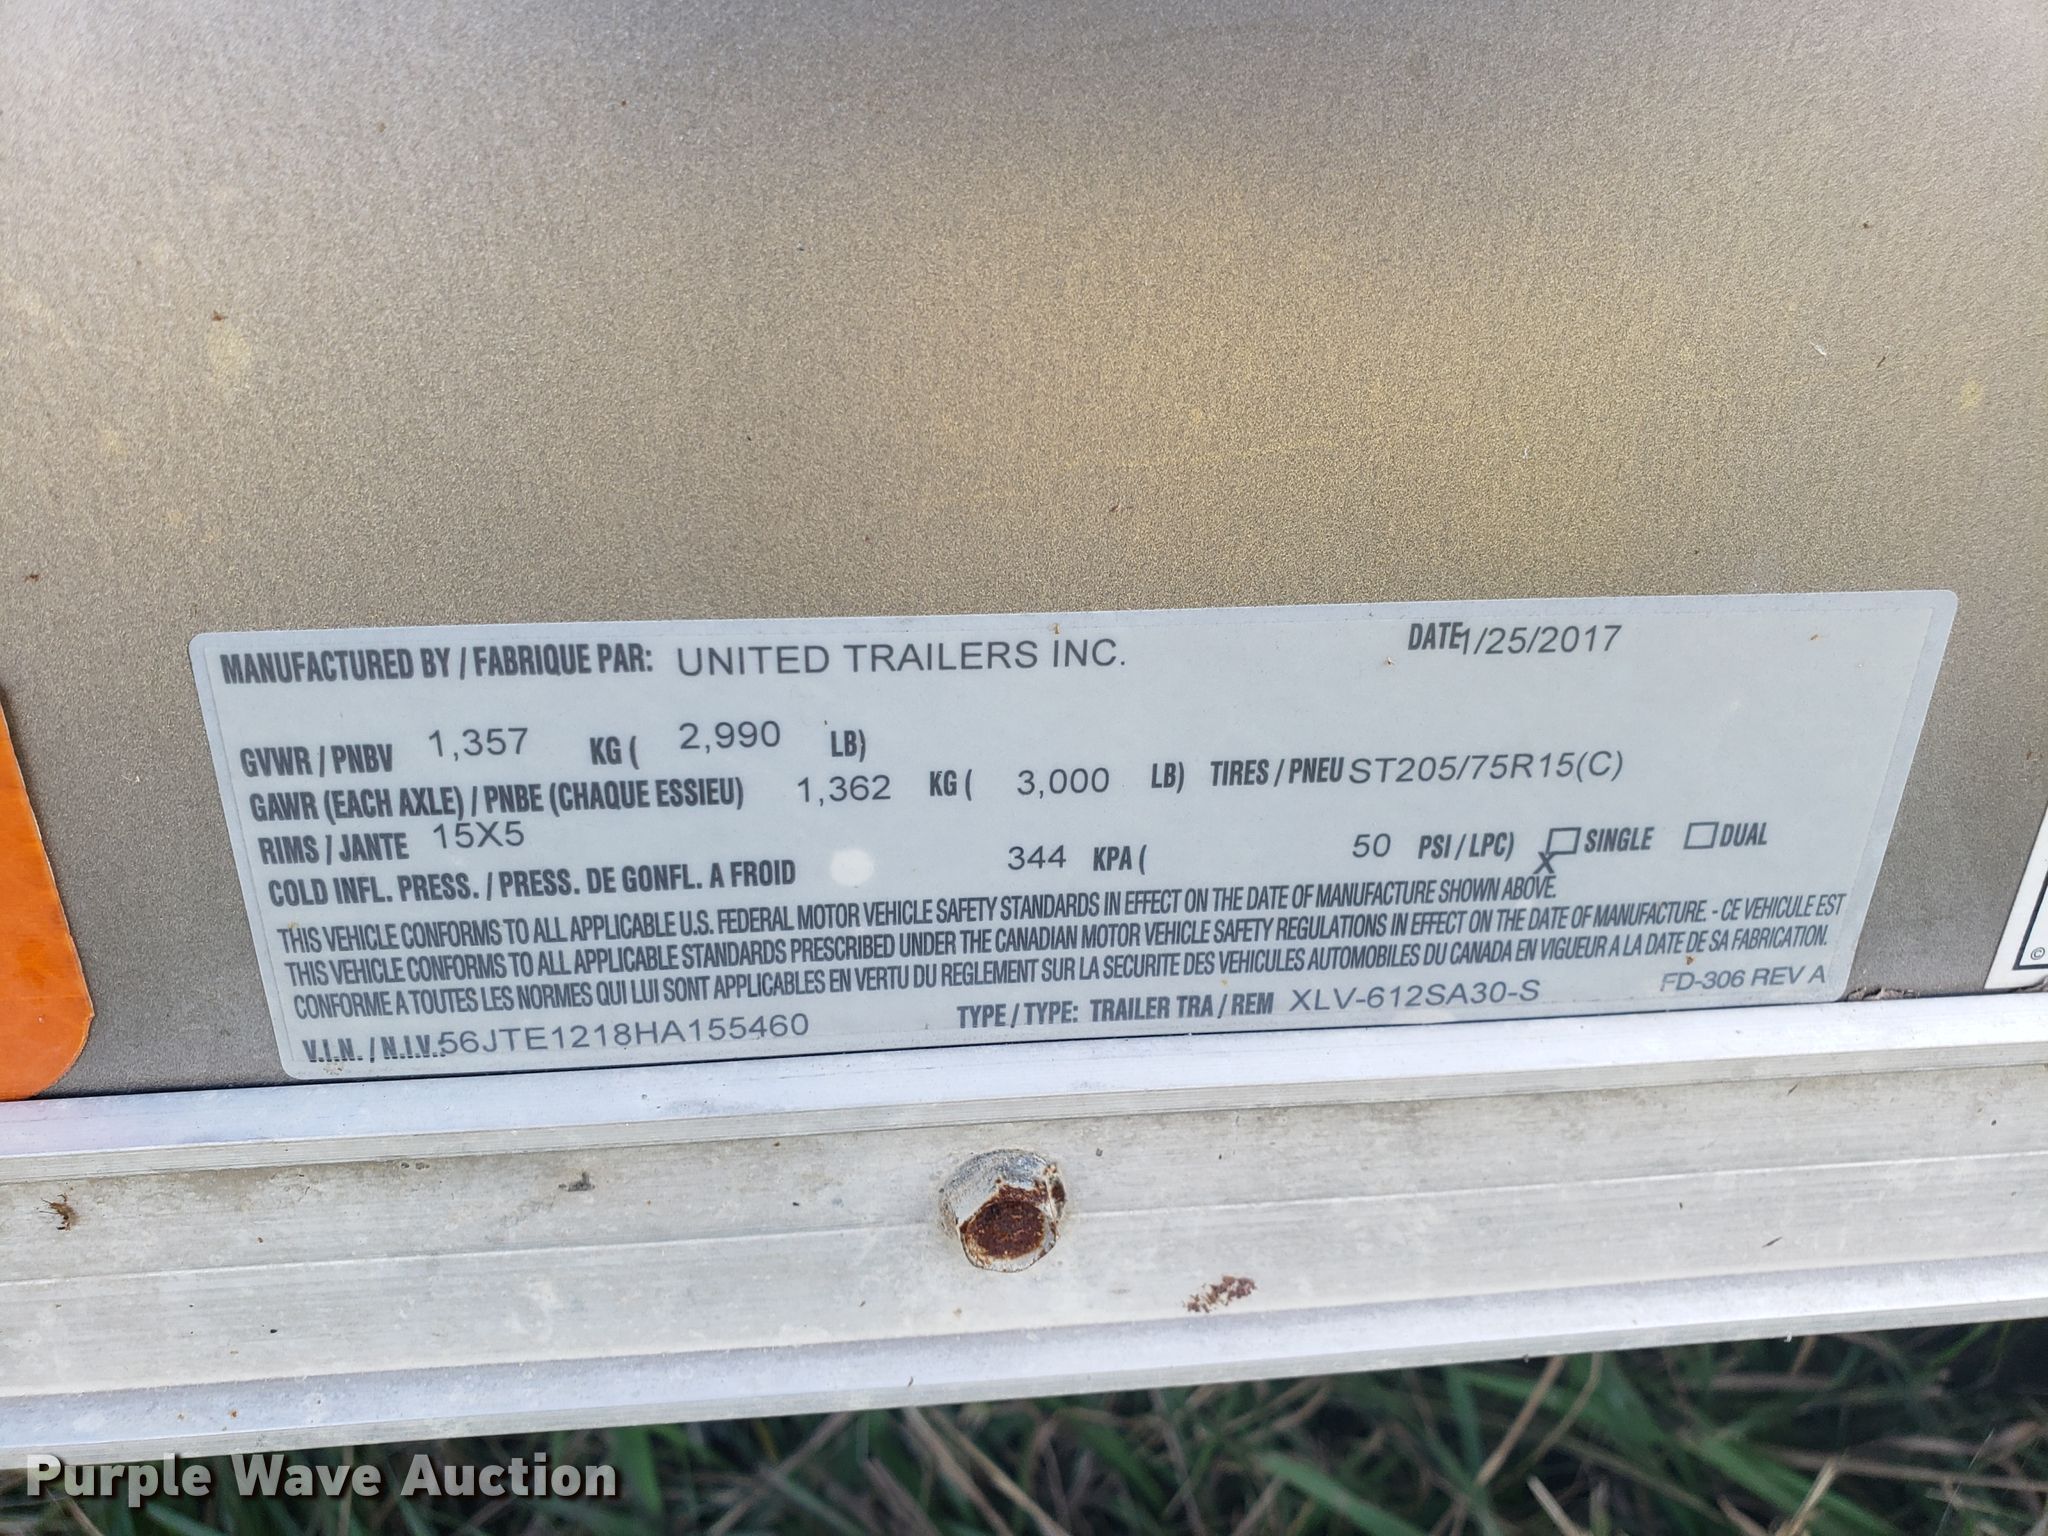 MANUFACTURED BY / FABRIQUE PAR: UNITED TRAILERS INC. DATE 1/25/2017
GVWR / PNBV 1,357 KG ( 2,990 LB)
GAWR (EACH AXLE) / PNBE (CHAQUE ESSIEU) 1,362 KG ( 3,000 LB) TIRES / PNEU ST205/75R15(C)
RIMS / JANTE 15X5
COLD INFL. PRESS. / PRESS. DE GONFL. A FROID 344 KPA ( 50 PSI / LPC) X SINGLE DUAL
THIS VEHICLE CONFORMS TO ALL APPLICABLE U.S. FEDERAL MOTOR VEHICLE SAFETY STANDARDS IN EFFECT ON THE DATE OF MANUFACTURE SHOWN ABOVE.
THIS VEHICLE CONFORMS TO ALL APPLICABLE STANDARDS PRESCRIBED UNDER THE CANADIAN MOTOR VEHICLE SAFETY REGULATIONS IN EFFECT ON THE DATE OF MANUFACTURE. - CE VEHICULE EST
CONFORME A TOUTES LES NORMES QUI LUI SONT APPLICABLES EN VERTU DU REGLEMENT SUR LA SECURITE DES VEHICULES AUTOMOBILES DU CANADA EN VIGUEUR A LA DATE DE SA FABRICATION.
V.I.N. / N.I.V.: 56JTE1218HA155460 TYPE / TYPE: TRAILER TRA / REM XLV-612SA30-S FD-306 REV A
©
Purple Wave Auction